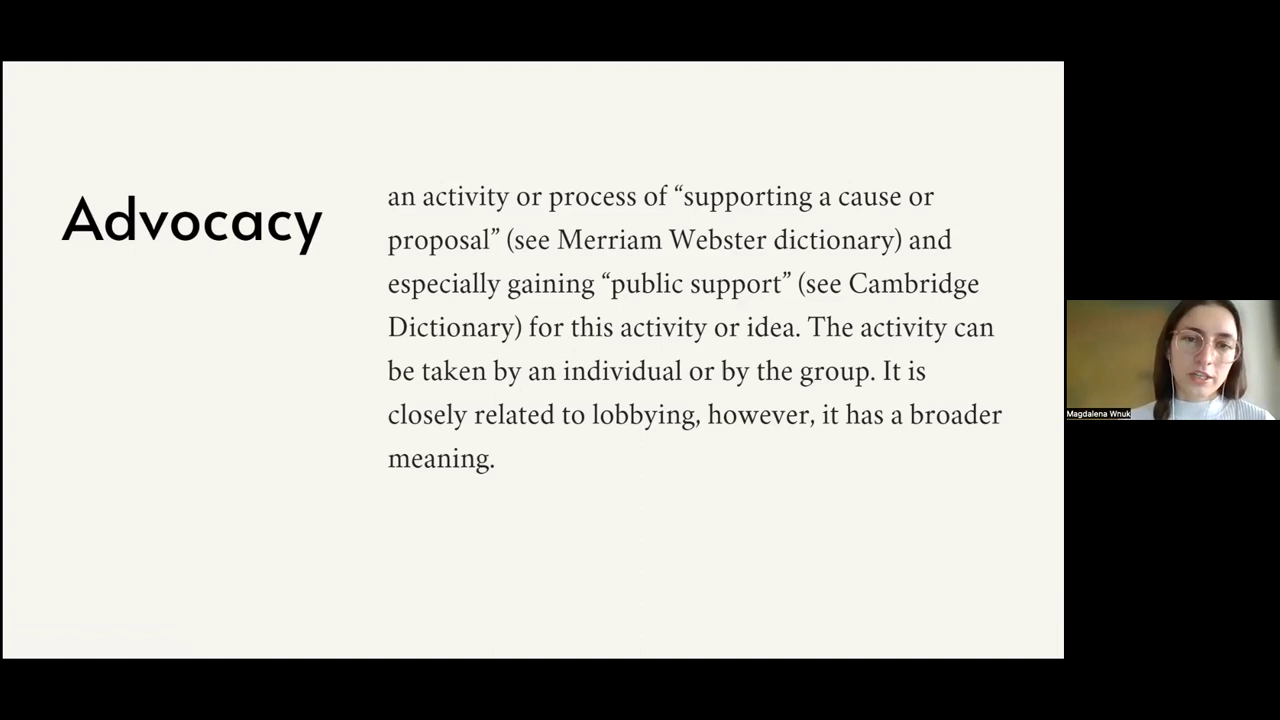 Advocacy
an activity or process of “supporting a cause or
proposal” (see Merriam Webster dictionary) and
especially gaining “public support” (see Cambridge
Dictionary) for this activity or idea. The activity can
be taken by an individual or by the group. It is
closely related to lobbying, however, it has a broader
meaning.
Magdalena Wnuk